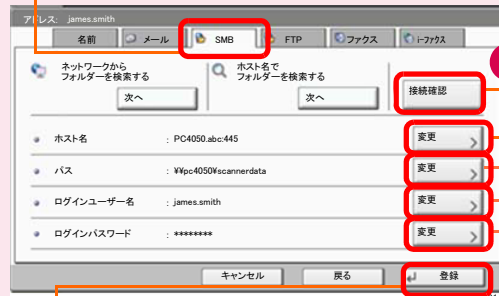 アドレス: james.smith
名前 メール SMB FTP ファクス i-ファクス
ネットワークから
フォルダーを検索する
次へ
ホスト名で
フォルダーを検索する
次へ
接続確認
ホスト名 : PC4050.abc:445 変更
パス : ¥¥pc4050¥scannerdata 変更
ログインユーザー名 : james.smith 変更
ログインパスワード : ******** 変更
キャンセル 戻る 登録